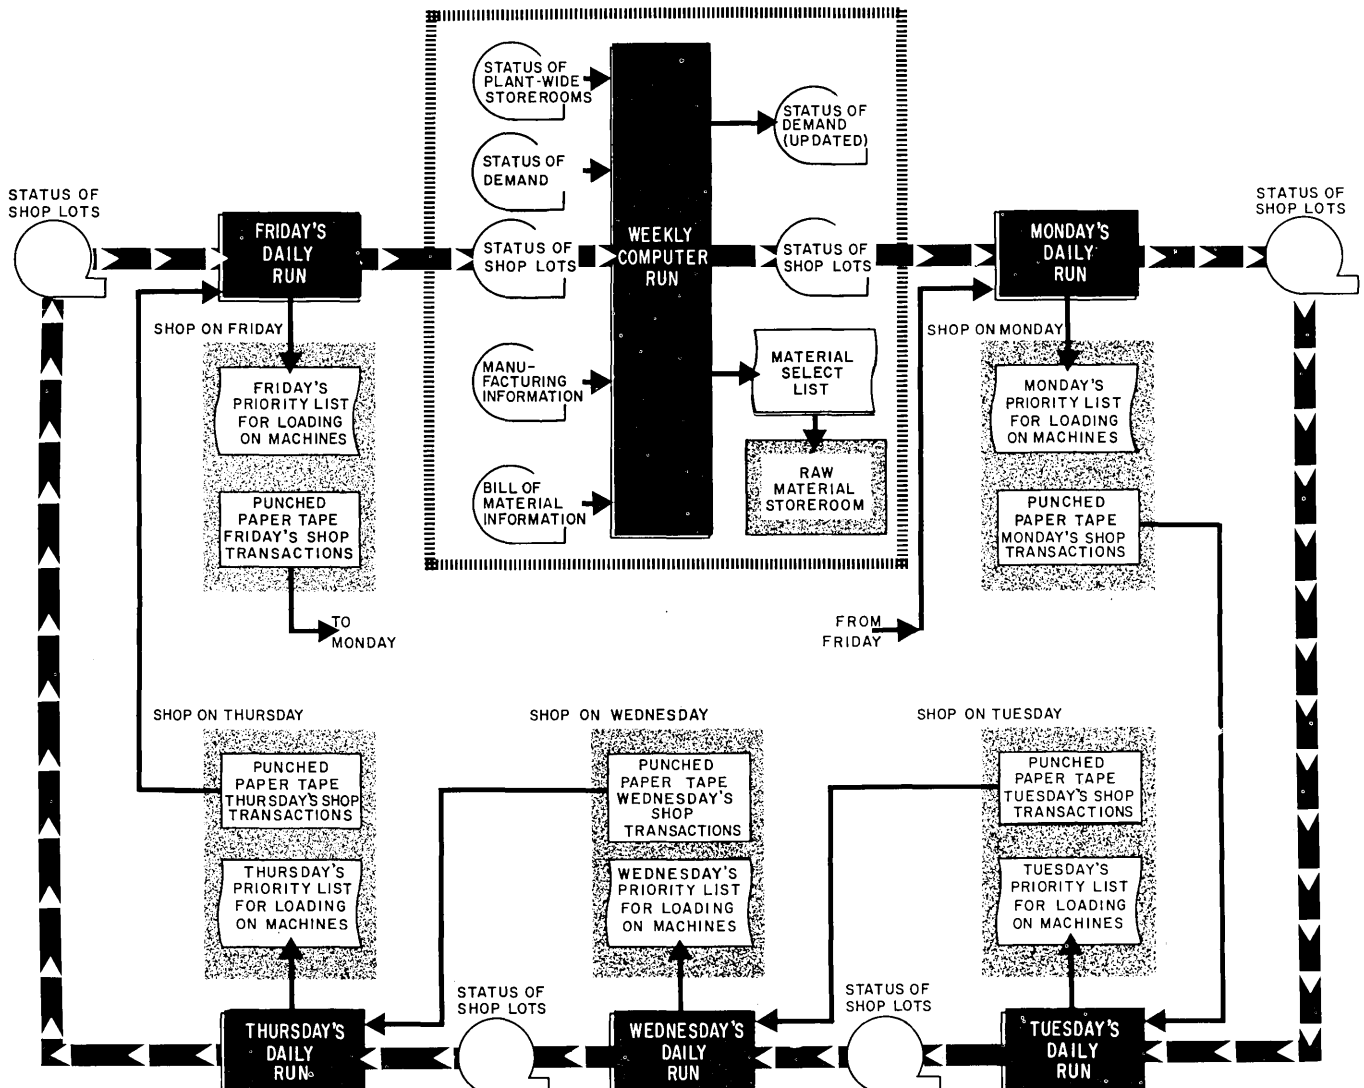 STATUS OF
PLANT-WIDE
STOREROOMS
STATUS OF
DEMAND
(UPDATED)
STATUS OF
DEMAND
STATUS OF
SHOP LOTS
FRIDAY'S
DAILY
RUN
STATUS OF
SHOP LOTS
WEEKLY
COMPUTER
RUN
STATUS OF
SHOP LOTS
MONDAY'S
DAILY
RUN
STATUS OF
SHOP LOTS
SHOP ON FRIDAY
FRIDAY'S
PRIORITY LIST
FOR LOADING
ON MACHINES
PUNCHED
PAPER TAPE
FRIDAY'S SHOP
TRANSACTIONS
TO
MONDAY
MANU-
FACTURING
INFORMATION
BILL OF
MATERIAL
INFORMATION
MATERIAL
SELECT
LIST
RAW
MATERIAL
STOREROOM
SHOP ON MONDAY
MONDAY'S
PRIORITY LIST
FOR LOADING
ON MACHINES
PUNCHED
PAPER TAPE
MONDAY'S SHOP
TRANSACTIONS
FROM
FRIDAY
SHOP ON THURSDAY
PUNCHED
PAPER TAPE
THURSDAY'S SHOP
TRANSACTIONS
THURSDAY'S
PRIORITY LIST
FOR LOADING
ON MACHINES
SHOP ON WEDNESDAY
PUNCHED
PAPER TAPE
WEDNESDAY'S
SHOP
TRANSACTIONS
WEDNESDAY'S
PRIORITY LIST
FOR LOADING
ON MACHINES
SHOP ON TUESDAY
PUNCHED
PAPER TAPE
TUESDAY'S SHOP
TRANSACTIONS
TUESDAY'S
PRIORITY LIST
FOR LOADING
ON MACHINES
THURSDAY'S
DAILY
RUN
STATUS OF
SHOP LOTS
WEDNESDAY'S
DAILY
RUN
STATUS OF
SHOP LOTS
TUESDAY'S
DAILY
RUN